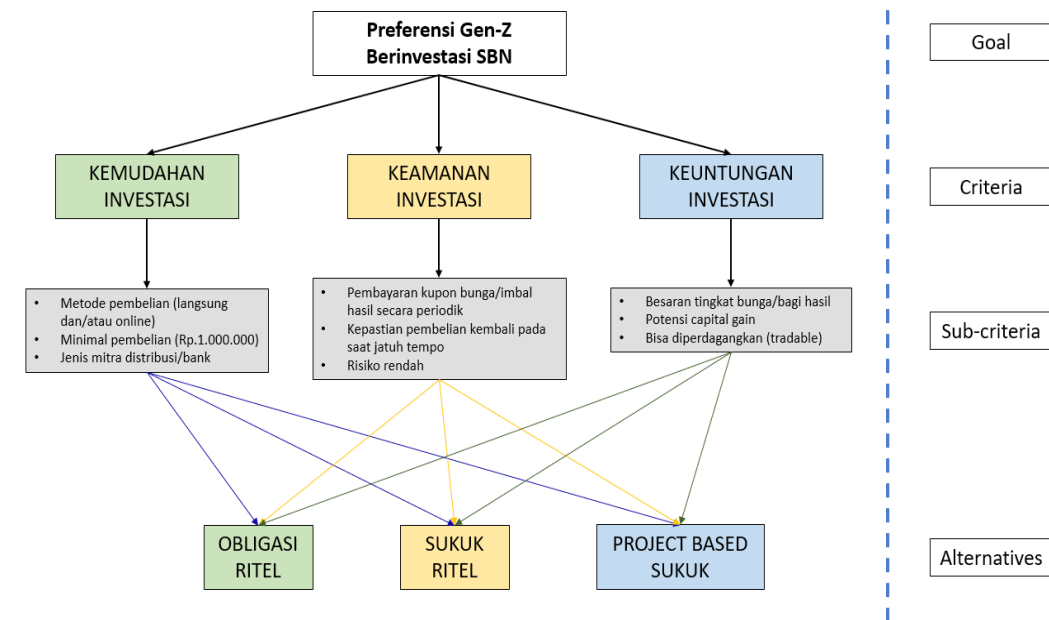 Preferensi Gen-Z
Berinvestasi SBN
Goal
KEMUDAHAN
INVESTASI
KEAMANAN
INVESTASI
KEUNTUNGAN
INVESTASI
Criteria
• Metode pembelian (langsung
dan/atau online)
• Minimal pembelian (Rp.1.000.000)
• Jenis mitra distribusi/bank
• Pembayaran kupon bunga/imbal
hasil secara periodik
• Kepastian pembelian kembali pada
saat jatuh tempo
• Risiko rendah
• Besaran tingkat bunga/bagi hasil
• Potensi capital gain
• Bisa diperdagangkan (tradable)
Sub-criteria
OBLIGASI
RITEL
SUKUK
RITEL
PROJECT BASED
SUKUK
Alternatives